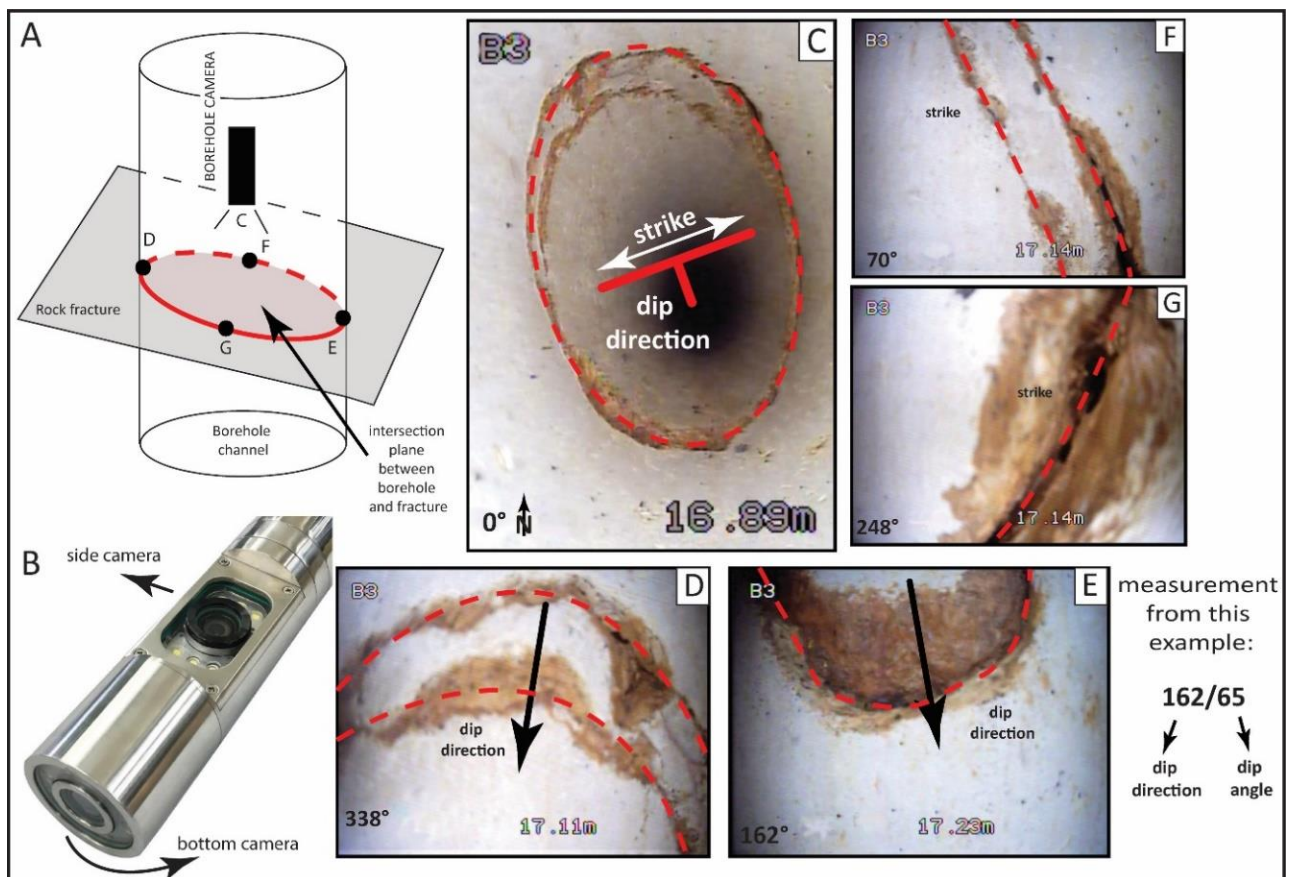 A
BOREHOLE CAMERA
C
D
F
Rock fracture
G
E
Borehole
channel
intersection
plane
between
borehole
and fracture
B
side camera
bottom camera
B3
C
strike
dip
direction
0°
N
16.89m
B3
F
strike
17.14m
70°
B3
G
strike
17.14m
248°
B3
D
dip
direction
338°
17.11m
B3
E
dip
direction
162°
17.23m
measurement
from this
example:
162/65
dip
direction
dip
angle